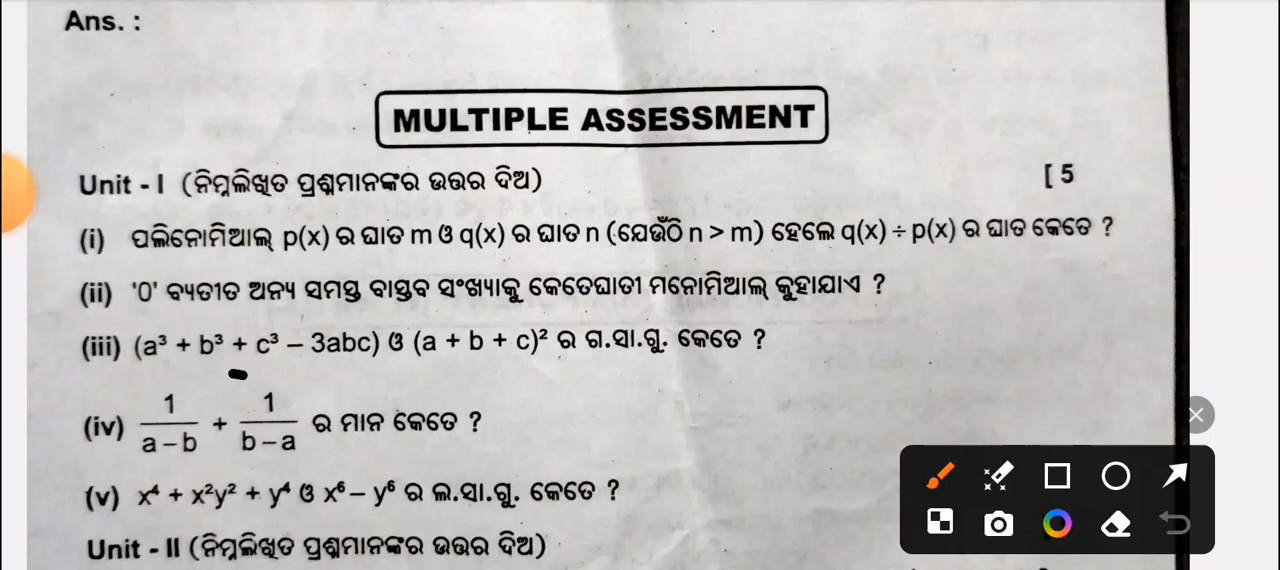 Ans. :
MULTIPLE ASSESSMENT
Unit - I (ନିମ୍ନଲିଖିତ ପ୍ରଶ୍ନମାନଙ୍କର ଉତ୍ତର ଦିଅ) [ 5
(i) ପଲିନୋମିଆଲ୍ p(x) ର ଘାତ m ଓ q(x) ର ଘାତ n (ଯେଉଁଠି n > m) ହେଲେ q(x) ÷ p(x) ର ଘାତ କେତେ ?
(ii) '0' ବ୍ୟତୀତ ଅନ୍ୟ ସମସ୍ତ ବାସ୍ତବ ସଂଖ୍ୟାକୁ କେତେଘାତୀ ମନୋମିଆଲ୍ କୁହାଯାଏ ?
(iii) (a³ + b³ + c³ – 3abc) ଓ (a + b + c)² ର ଗ.ସା.ଗୁ. କେତେ ?
(iv) 1/(a – b) + 1/(b – a) ର ମାନ କେତେ ?
(v) x⁴ + x²y² + y⁴ ଓ x⁶ – y⁶ ର ଲ.ସା.ଗୁ. କେତେ ?
Unit - II (ନିମ୍ନଲିଖିତ ପ୍ରଶ୍ନମାନଙ୍କର ଉତ୍ତର ଦିଅ)